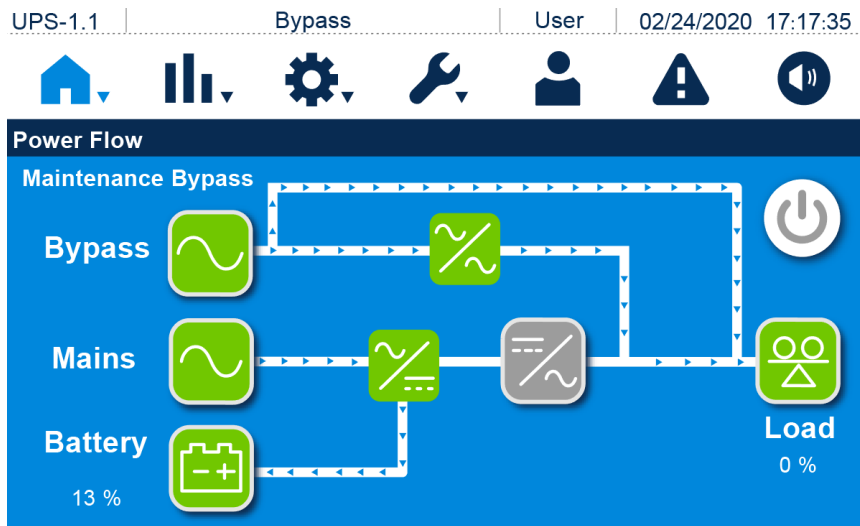 UPS-1.1 Bypass User 02/24/2020 17:17:35
Power Flow
Maintenance Bypass
Bypass
Mains
Battery
13 %
Load
0 %